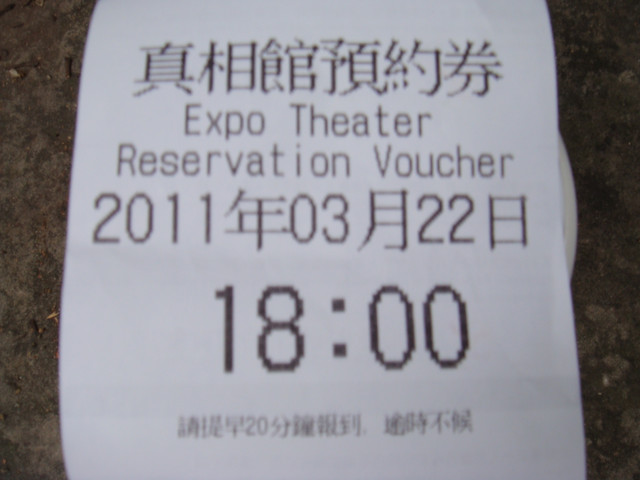 真相館預約券
Expo Theater
Reservation Voucher
2011年03月22日
18:00
請提早20分鐘報到，逾時不候